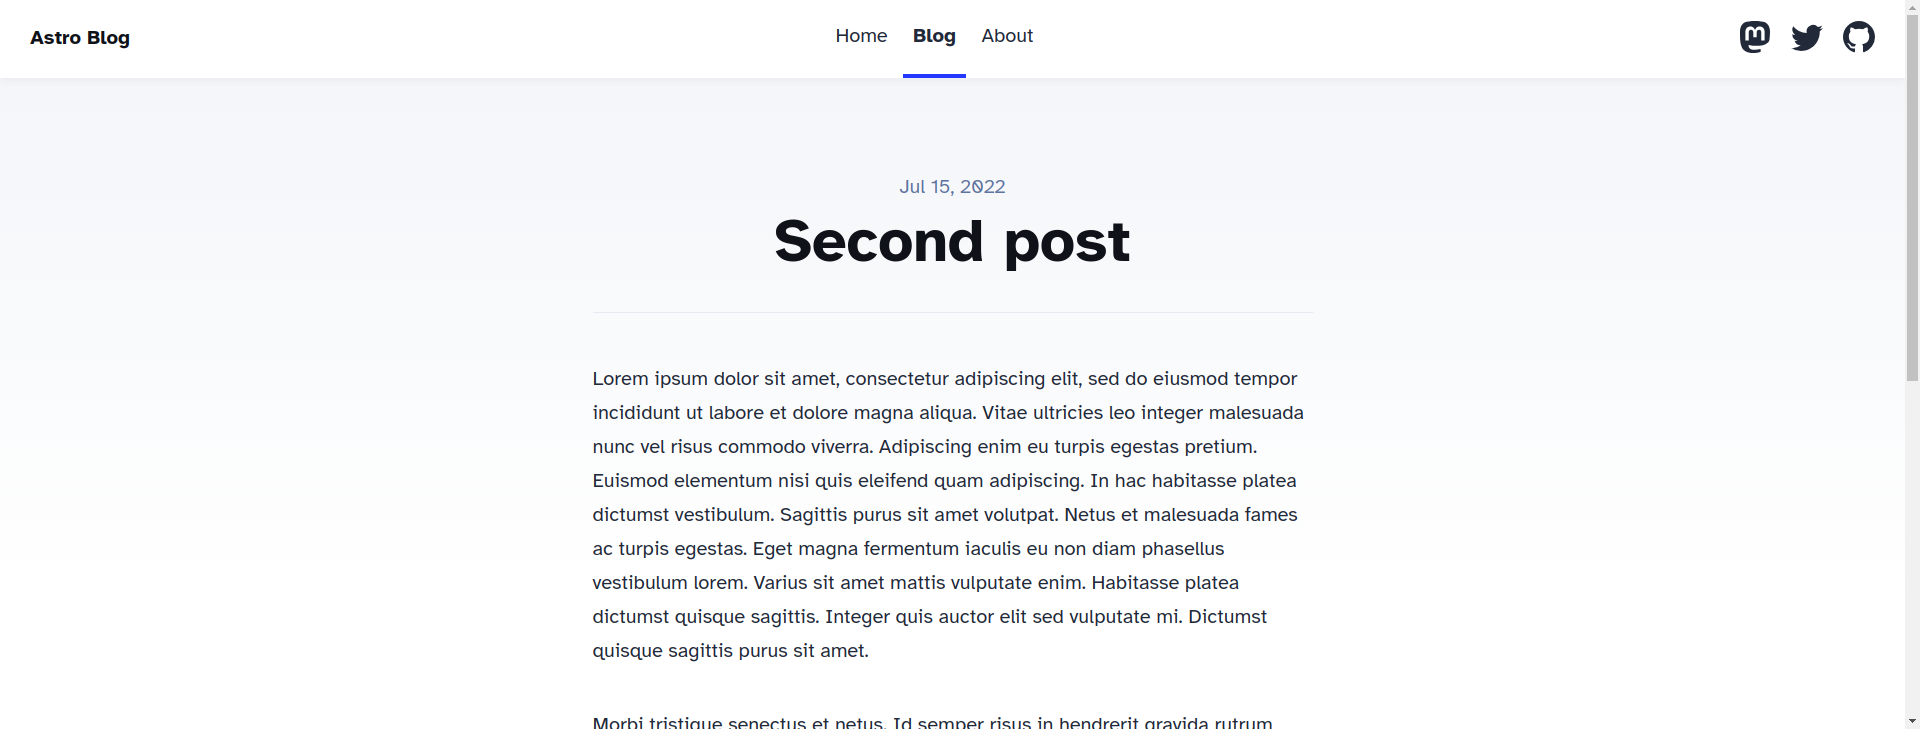 Astro Blog
Home Blog About
Jul 15, 2022
Second post
Lorem ipsum dolor sit amet, consectetur adipiscing elit, sed do eiusmod tempor
incididunt ut labore et dolore magna aliqua. Vitae ultricies leo integer malesuada
nunc vel risus commodo viverra. Adipiscing enim eu turpis egestas pretium.
Euismod elementum nisi quis eleifend quam adipiscing. In hac habitasse platea
dictumst vestibulum. Sagittis purus sit amet volutpat. Netus et malesuada fames
ac turpis egestas. Eget magna fermentum iaculis eu non diam phasellus
vestibulum lorem. Varius sit amet mattis vulputate enim. Habitasse platea
dictumst quisque sagittis. Integer quis auctor elit sed vulputate mi. Dictumst
quisque sagittis purus sit amet.
Morbi tristique senectus et netus. Id semper risus in hendrerit gravida rutrum